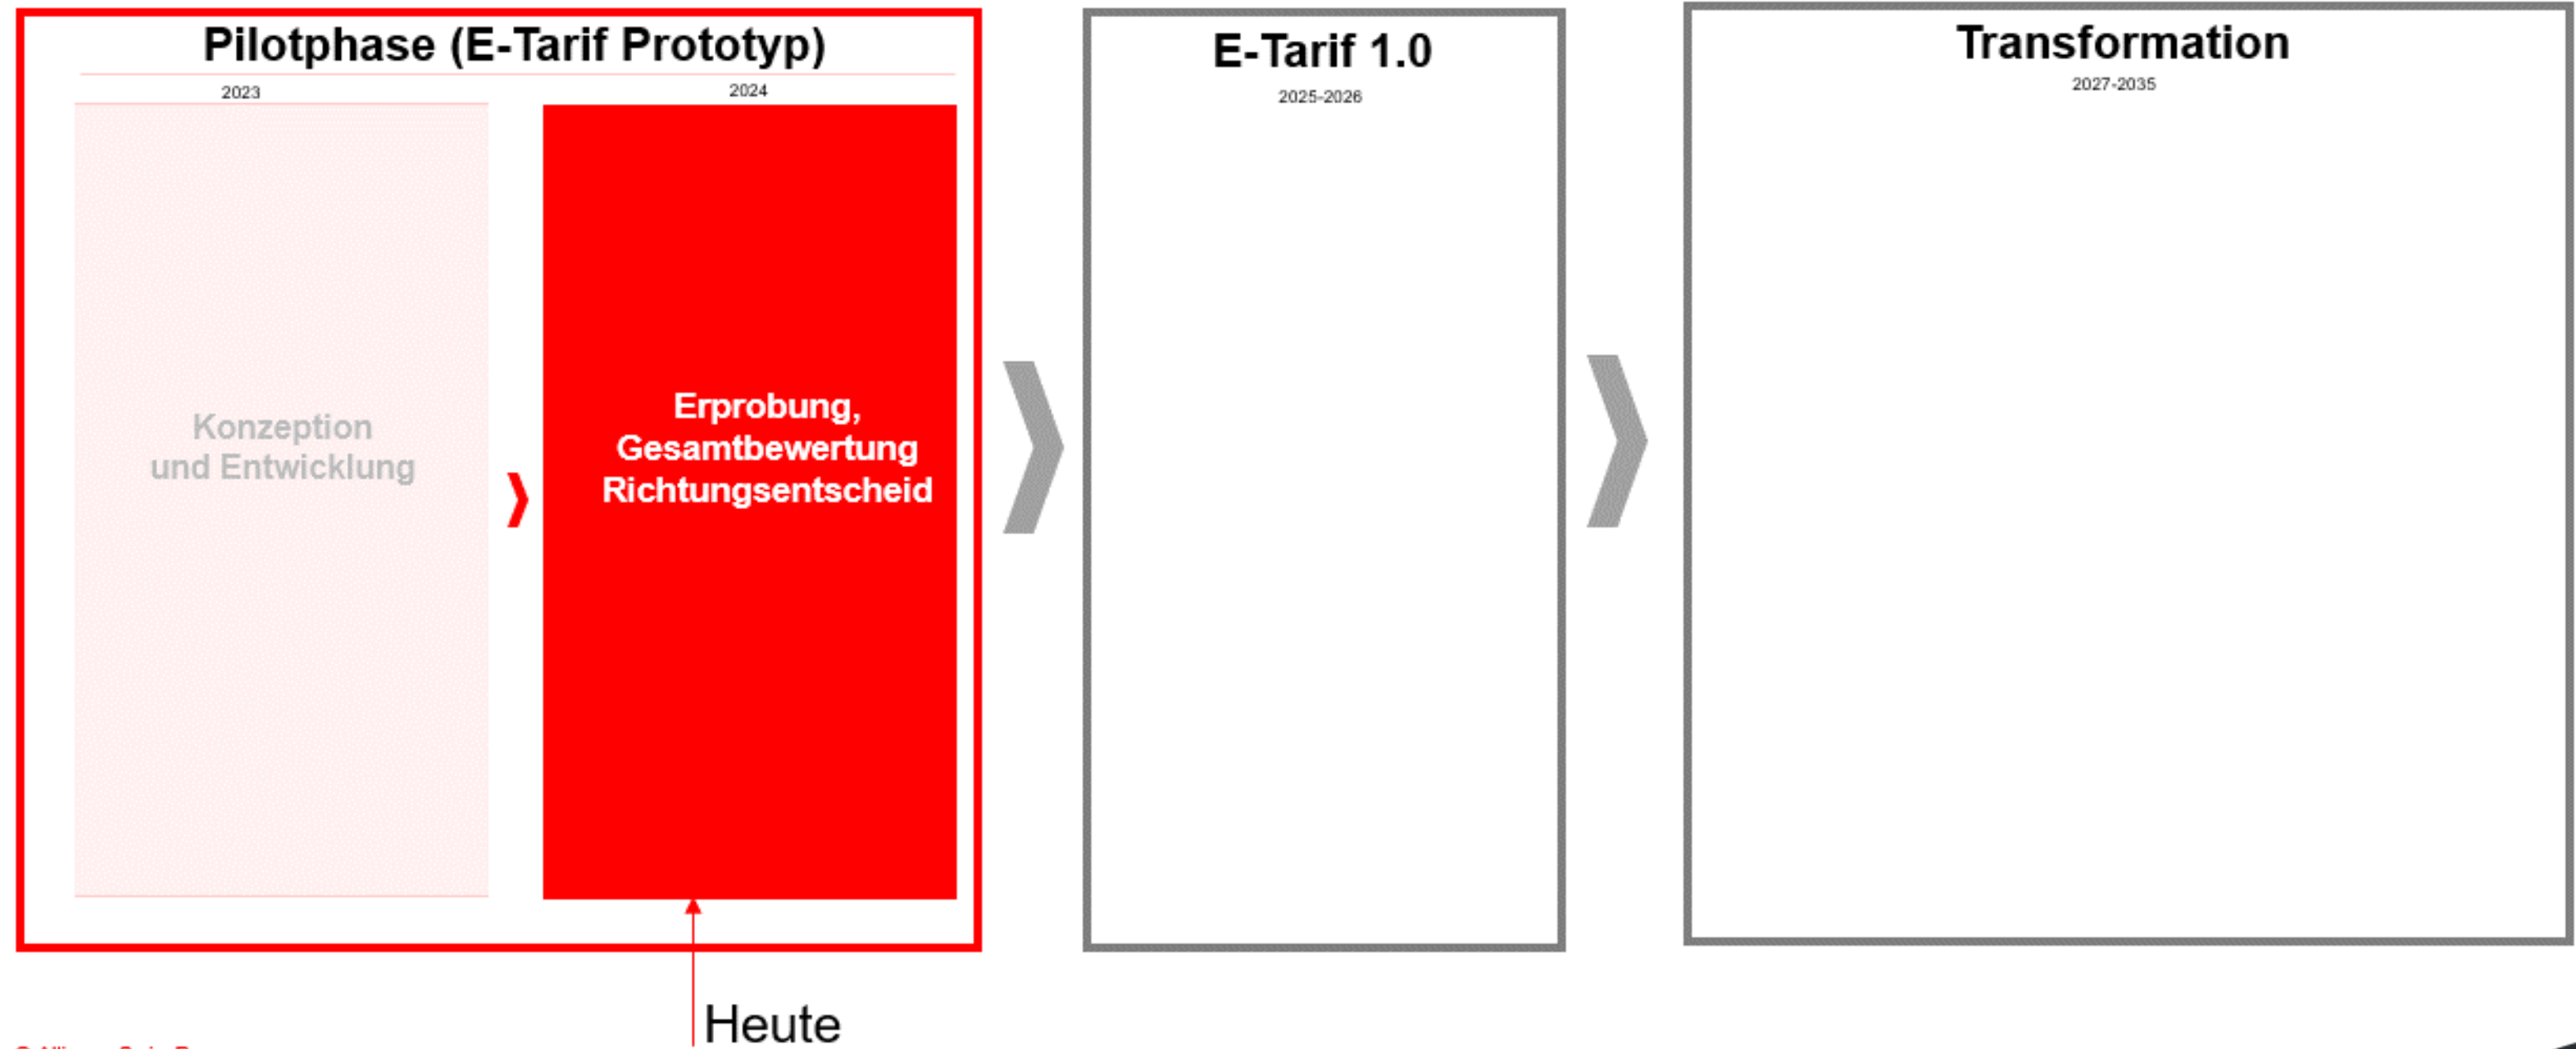 Pilotphase (E-Tarif Prototyp)
2023
2024
Konzeption
und Entwicklung
Erprobung,
Gesamtbewertung
Richtungsentscheid
E-Tarif 1.0
2025-2026
Transformation
2027-2035
Heute